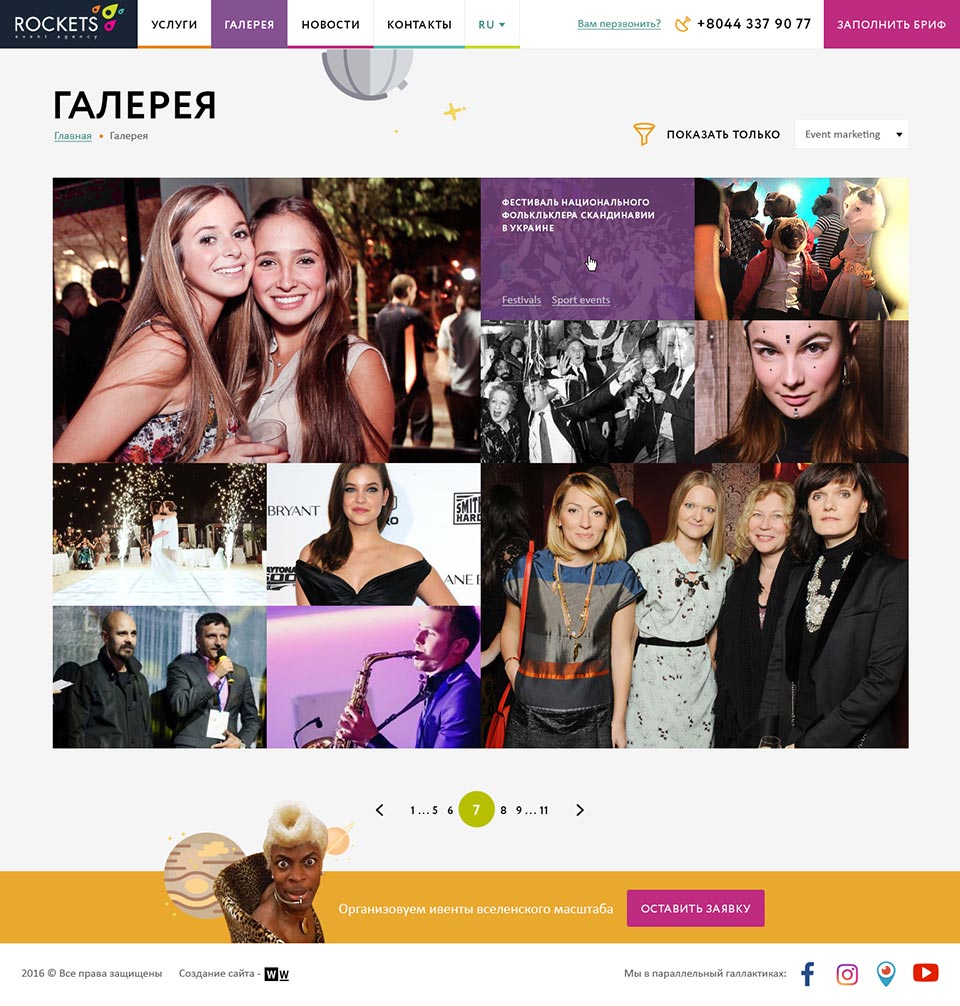 ROCKETS
event agency
УСЛУГИ
ГАЛЕРЕЯ
НОВОСТИ
КОНТАКТЫ
RU
Вам перзвонить?
+8044 337 90 77
ЗАПОЛНИТЬ БРИФ
ГАЛЕРЕЯ
Главная • Галерея
ПОКАЗАТЬ ТОЛЬКО
Event marketing
ФЕСТИВАЛЬ НАЦИОНАЛЬНОГО
ФОЛЬКЛЬКЛЕРА СКАНДИНАВИИ
В УКРАИНЕ
Festivals Sport events
BRYANT
SMITH
HARD
DAYTONA
500
ANE
1 ... 5 6 7 8 9 ... 11
Организовуем ивенты вселенского масштаба
ОСТАВИТЬ ЗАЯВКУ
2016 © Все права защищены
Создание сайта - WW
Мы в параллельный галлактиках: